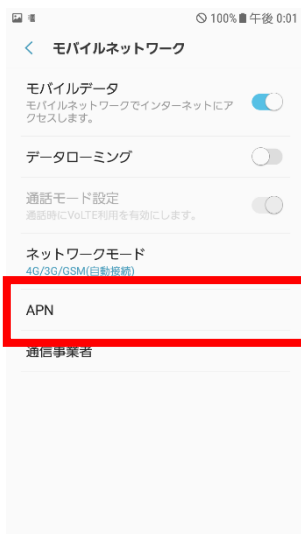 100% 午後 0:01
モバイルネットワーク
モバイルデータ
モバイルネットワークでインターネットにア
クセスします。
データローミング
通話モード設定
通話時にVoLTE利用を有効にします。
ネットワークモード
4G/3G/GSM(自動接続)
APN
通信事業者